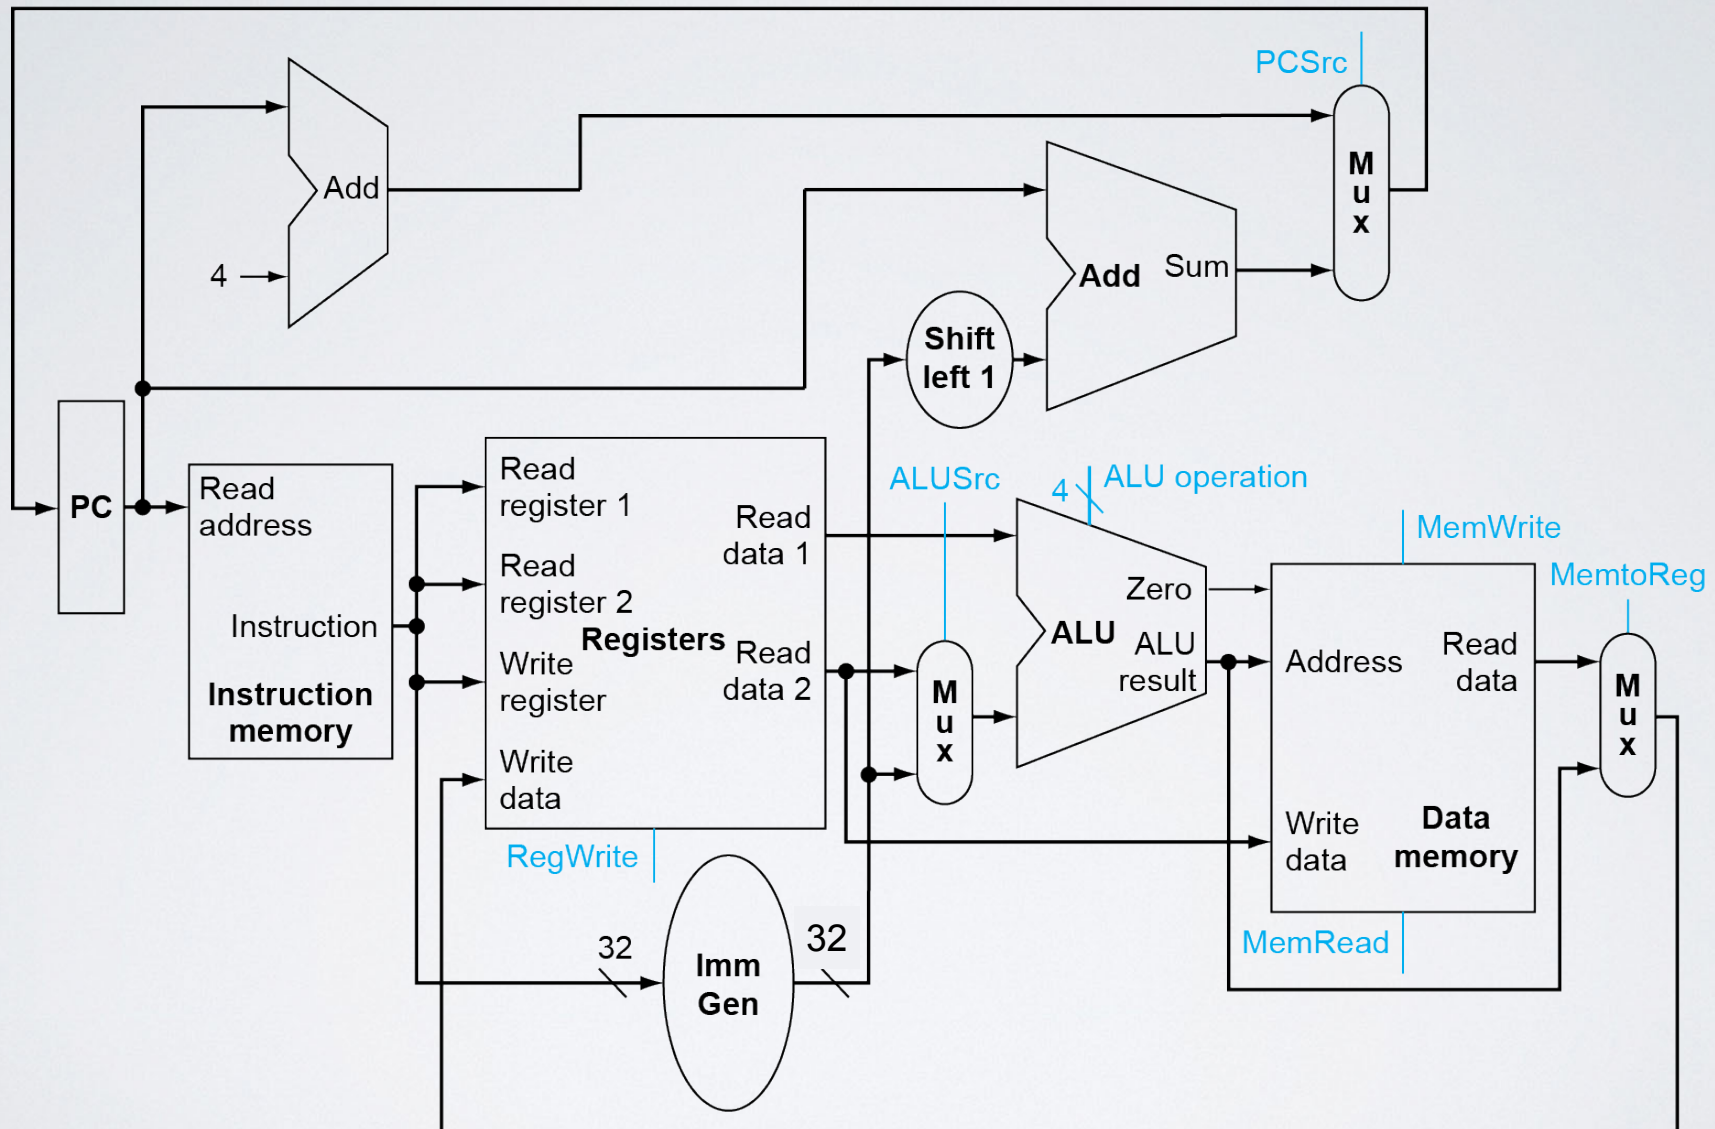 PCSrc
M
u
x
Add
4
Add Sum
Shift
left 1
PC
Read
address
Instruction
Instruction
memory
Read
register 1
Read
register 2
Write
register
Write
data
Registers
Read
data 1
Read
data 2
RegWrite
ALUSrc
M
u
x
4
ALU operation
Zero
ALU
ALU
result
MemWrite
Address
Write
data
Read
data
Data
memory
MemRead
MemtoReg
M
u
x
32
Imm
Gen
32